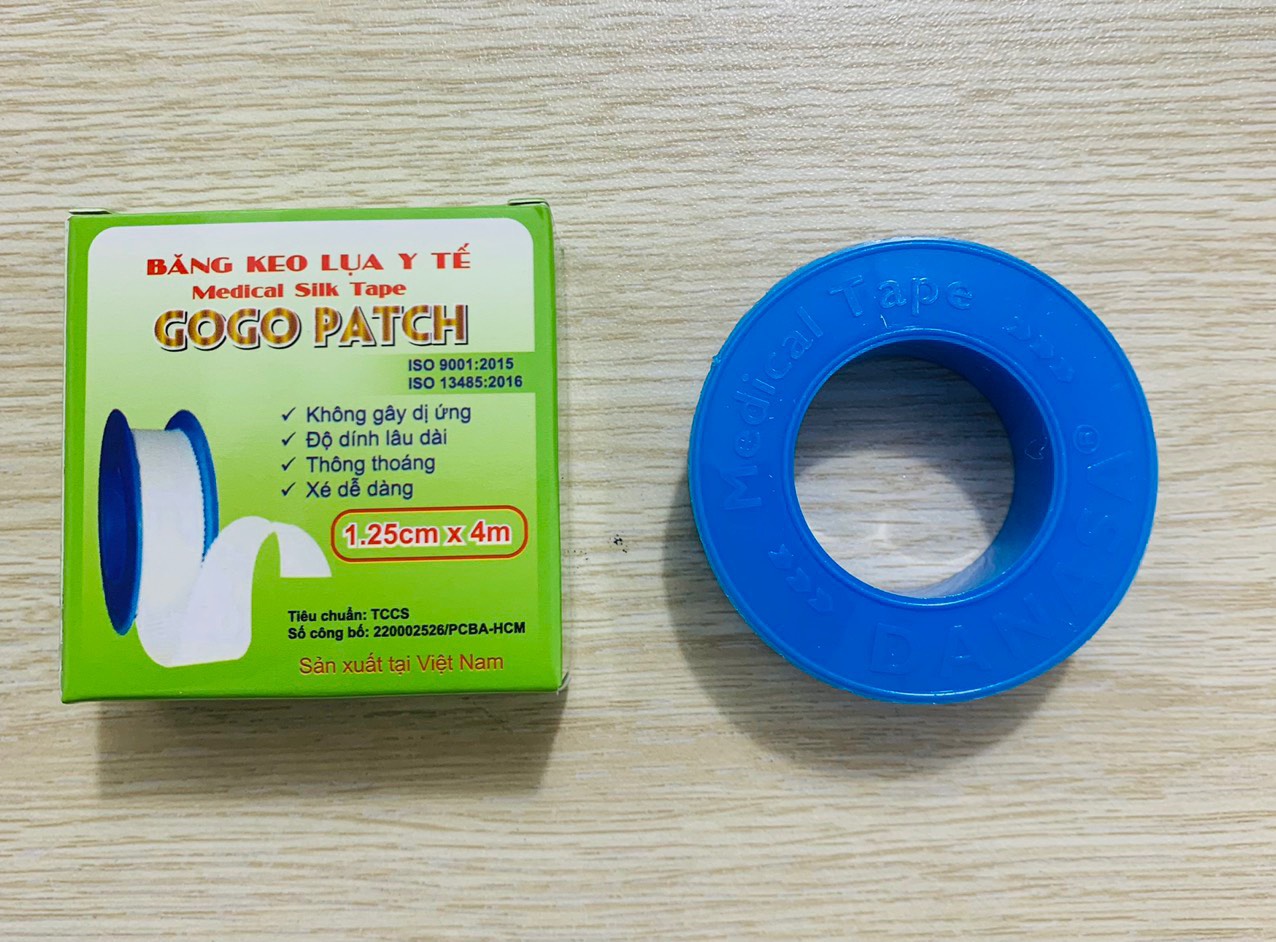 BĂNG KEO LỤA Y TẾ
Medical Silk Tape
GOGO PATCH
ISO 9001:2015
ISO 13485:2016
✓ Không gây dị ứng
✓ Độ dính lâu dài
✓ Thông thoáng
✓ Xé dễ dàng
1.25cm x 4m
Tiêu chuẩn: TCCS
Số công bố: 220002526/PCBA-HCM
Sản xuất tại Việt Nam
Medical Tape